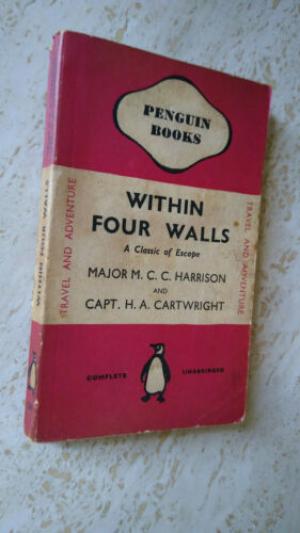 PENGUIN
BOOKS
WITHIN
FOUR WALLS
A Classic of Escape
MAJOR M. C. C. HARRISON
AND
CAPT. H. A. CARTWRIGHT
TRAVEL AND ADVENTURE
TRAVEL AND ADVENTURE
COMPLETE UNABRIDGED
WITHIN FOUR WALLS